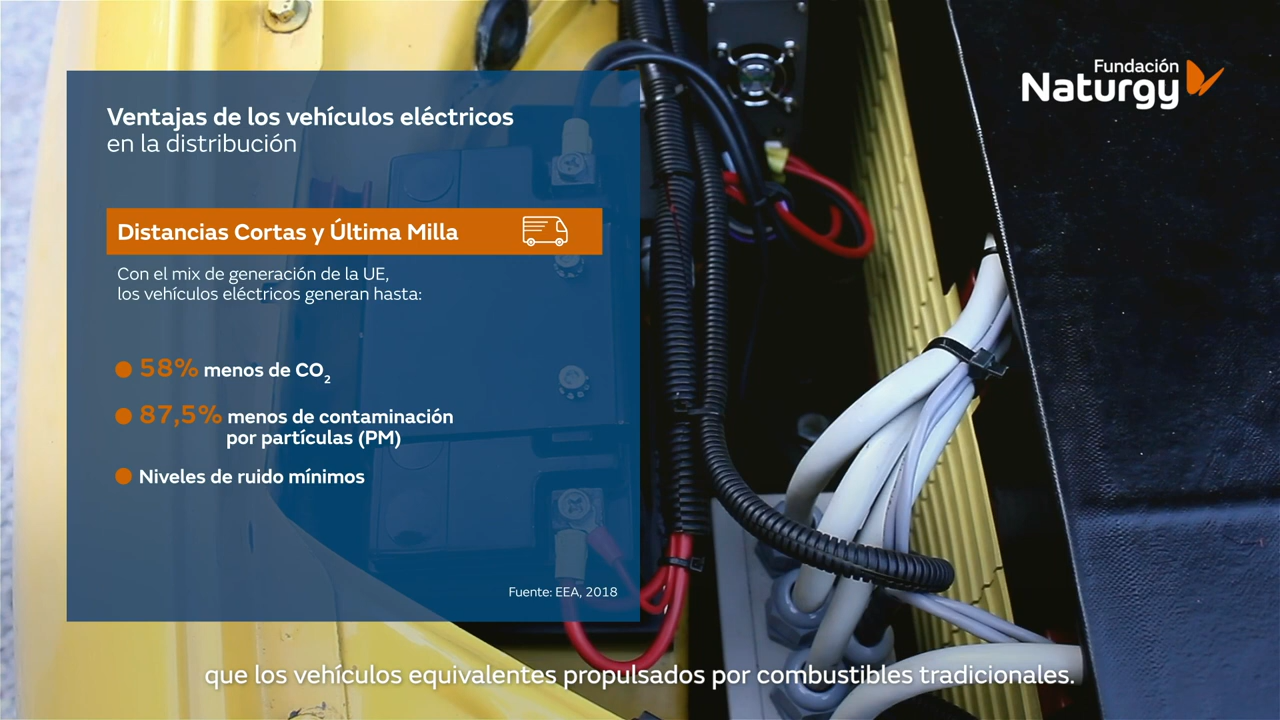 Fundación
Naturgy
Ventajas de los vehículos eléctricos
en la distribución
Distancias Cortas y Última Milla
Con el mix de generación de la UE,
los vehículos eléctricos generan hasta:
58% menos de CO₂
87,5% menos de contaminación
por partículas (PM)
Niveles de ruido mínimos
Fuente: EEA, 2018
que los vehículos equivalentes propulsados por combustibles tradicionales.